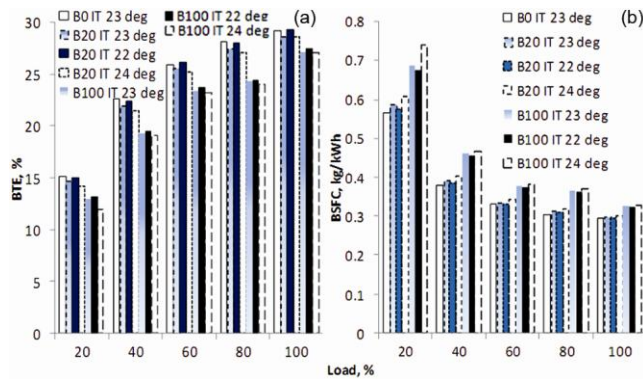 (a)
B0 IT 23 deg
B20 IT 23 deg
B20 IT 22 deg
B20 IT 24 deg
B100 IT 23 deg
B100 IT 22 deg
B100 IT 24 deg
BTE, %
35
30
25
20
15
10
5
0
20
40
60
80
100
Load, %
(b)
B0 IT 23 deg
B20 IT 23 deg
B20 IT 22 deg
B20 IT 24 deg
B100 IT 23 deg
B100 IT 22 deg
B100 IT 24 deg
BSFC, kg/kWh
0.8
0.7
0.6
0.5
0.4
0.3
0.2
0.1
0
20
40
60
80
100